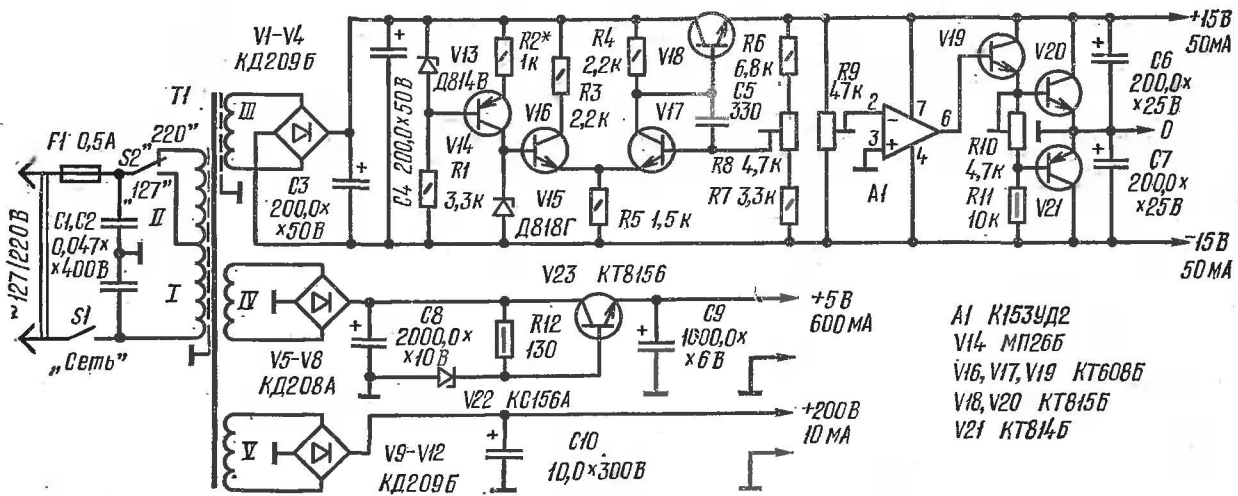 V1-V4
КД209Б
T1
F1 0,5А
S2
"220"
"127"
C1,C2
0,047×
×400В
~127/220В
S1
„Сеть"
I
II
III
IV
V
C3
200,0×
×50В
C4 200,0×50В
V13
Д814В
V14
R1
3,3к
R2*
1к
V16
R3
2,2к
V15
Д818Г
R4
2,2к
V18
V17
C5
330
R5 1,5к
R6
6,8к
R8 4,7к
R7 3,3к
R9
47к
2
3
7
6
4
A1
V19
V20
R10
4,7к
R11
10к
V21
C6
200,0×
×25В
C7
200,0×
×25В
+15В
50мА
0
-15В
50мА
V5-V8
КД208А
C8
2000,0×
×10В
R12
130
V22 КС156А
V23 КТ815Б
C9
1000,0×
×6В
+5В
600мА
V9-V12
КД209Б
C10
10,0×300В
+200В
10мА
A1 К153УД2
V14 МП26Б
V16,V17,V19 КТ608Б
V18,V20 КТ815Б
V21 КТ814Б